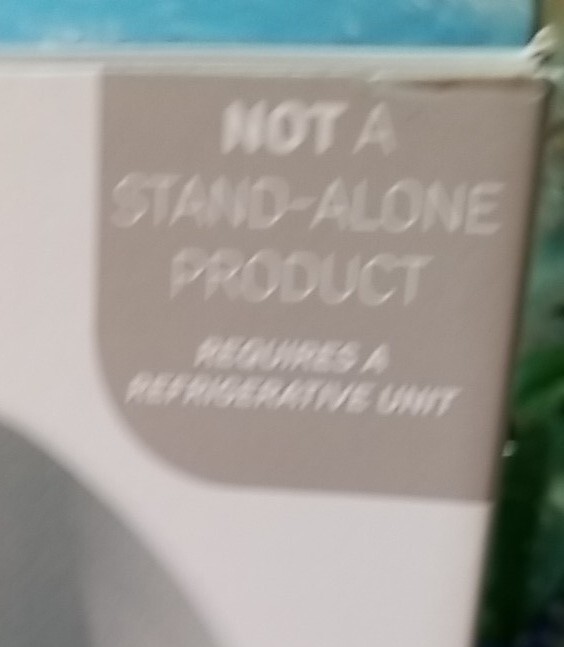 NOT A
STAND-ALONE
PRODUCT
REQUIRES A
REFRIGERATIVE UNIT